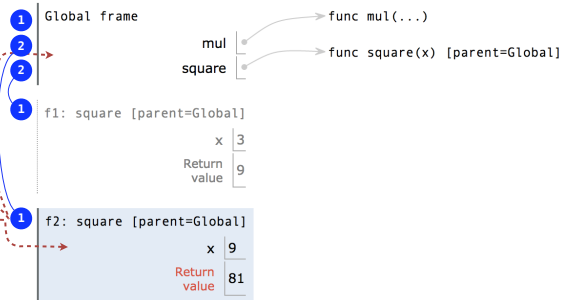 1 Global frame
func mul(...)
2
mul
func square(x) [parent=Global]
2
square
1 f1: square [parent=Global]
x 3
Return
value 9
1 f2: square [parent=Global]
x 9
Return
value 81